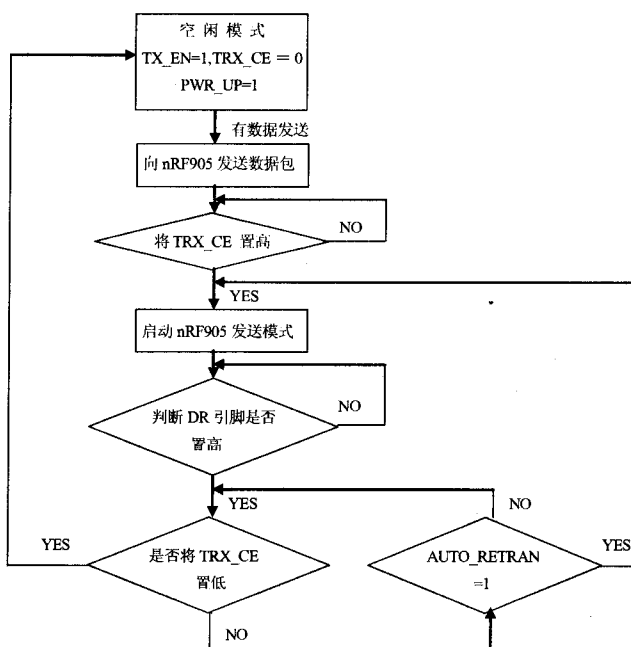 空 闲 模 式
TX_EN=1,TRX_CE = 0
PWR_UP=1
有数据发送
向 nRF905 发送数据包
将 TRX_CE 置高
NO
YES
启动 nRF905 发送模式
判断 DR 引脚是否
置高
NO
YES
NO
YES
是否将 TRX_CE
置低
AUTO_RETRAN
=1
YES
NO